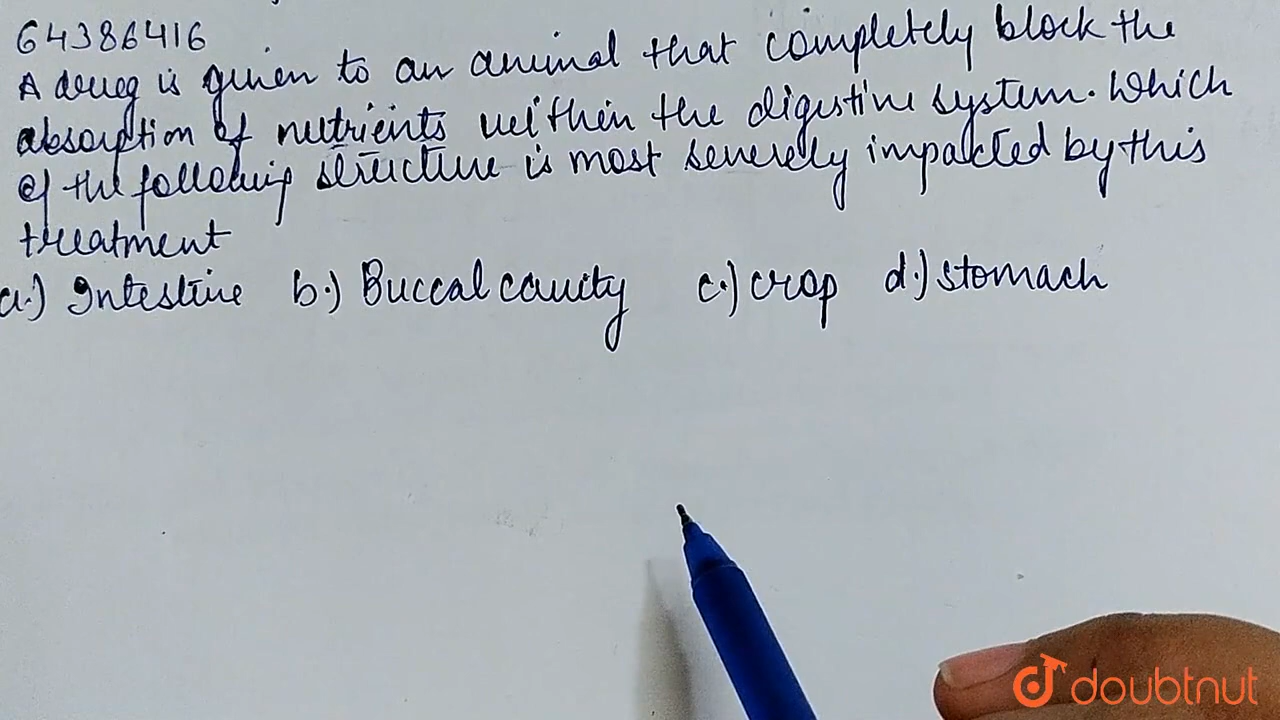 64386416
A drug is given to an animal that completely block the
absorption of nutrients within the digestive system. Which
of the following structure is most severely impacted by this
treatment
a.) Intestine b.) Buccal cavity c.) crop d.) stomach
doubtnut